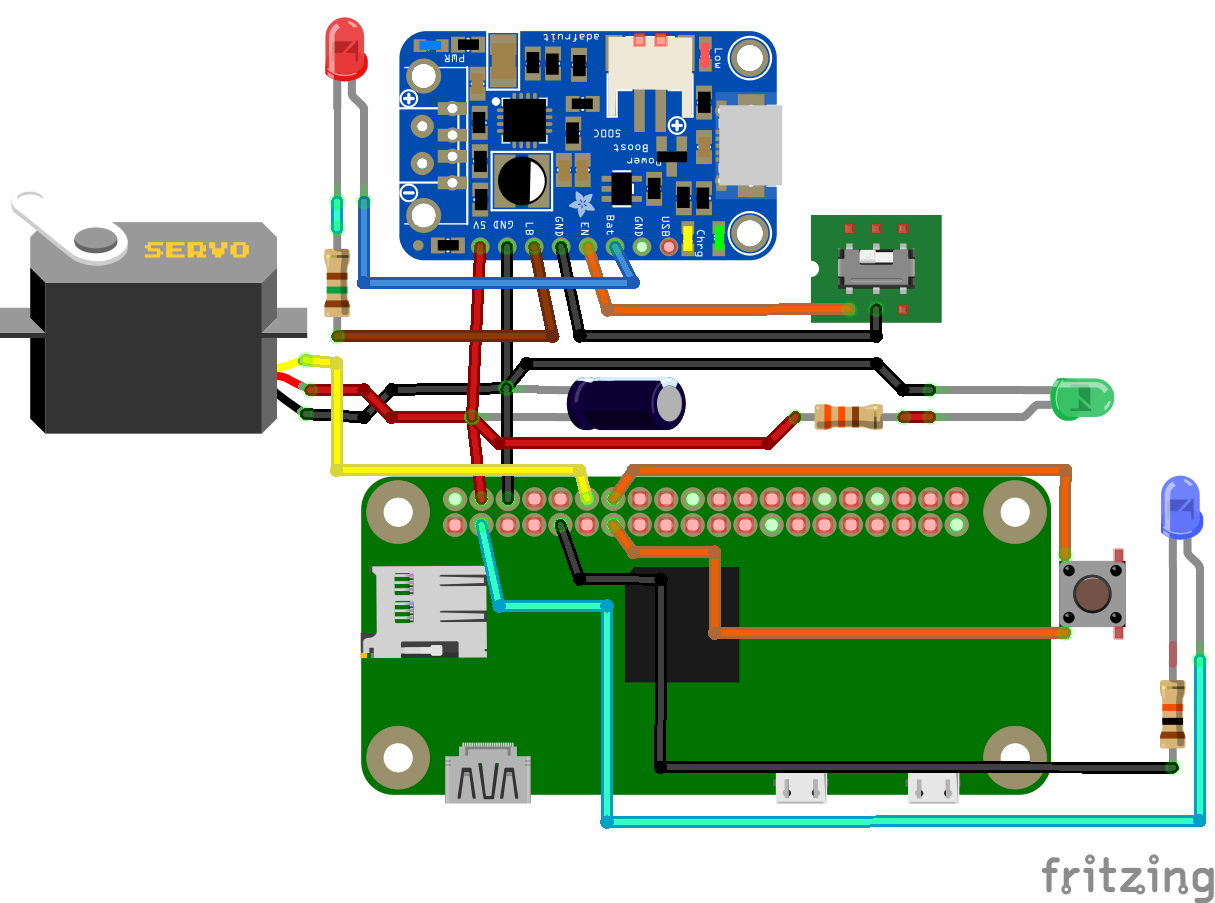 adafruit
PWR
Low
500C
Boost
Power
5V GND LB GND EN Bat GND USB
Chrg
SERVO
fritzing